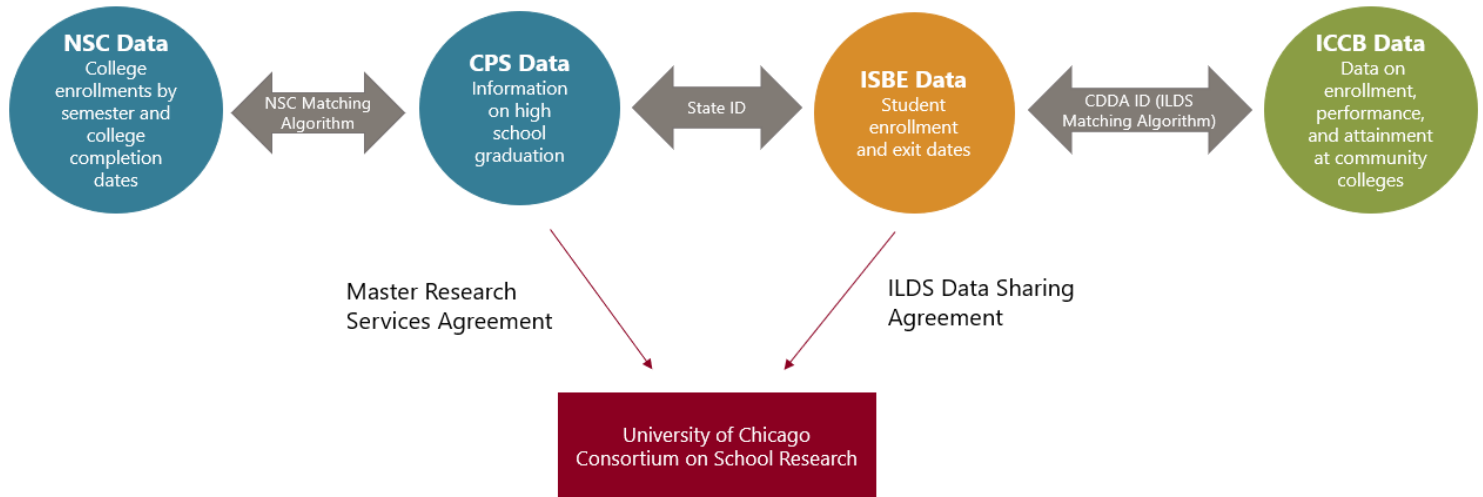 NSC Data
College
enrollments by
semester and
college
completion
dates
NSC Matching
Algorithm
CPS Data
Information
on high
school
graduation
State ID
ISBE Data
Student
enrollment
and exit dates
CDDA ID (ILDS
Matching Algorithm)
ICCB Data
Data on
enrollment,
performance,
and attainment
at community
colleges
Master Research
Services Agreement
ILDS Data Sharing
Agreement
University of Chicago
Consortium on School Research